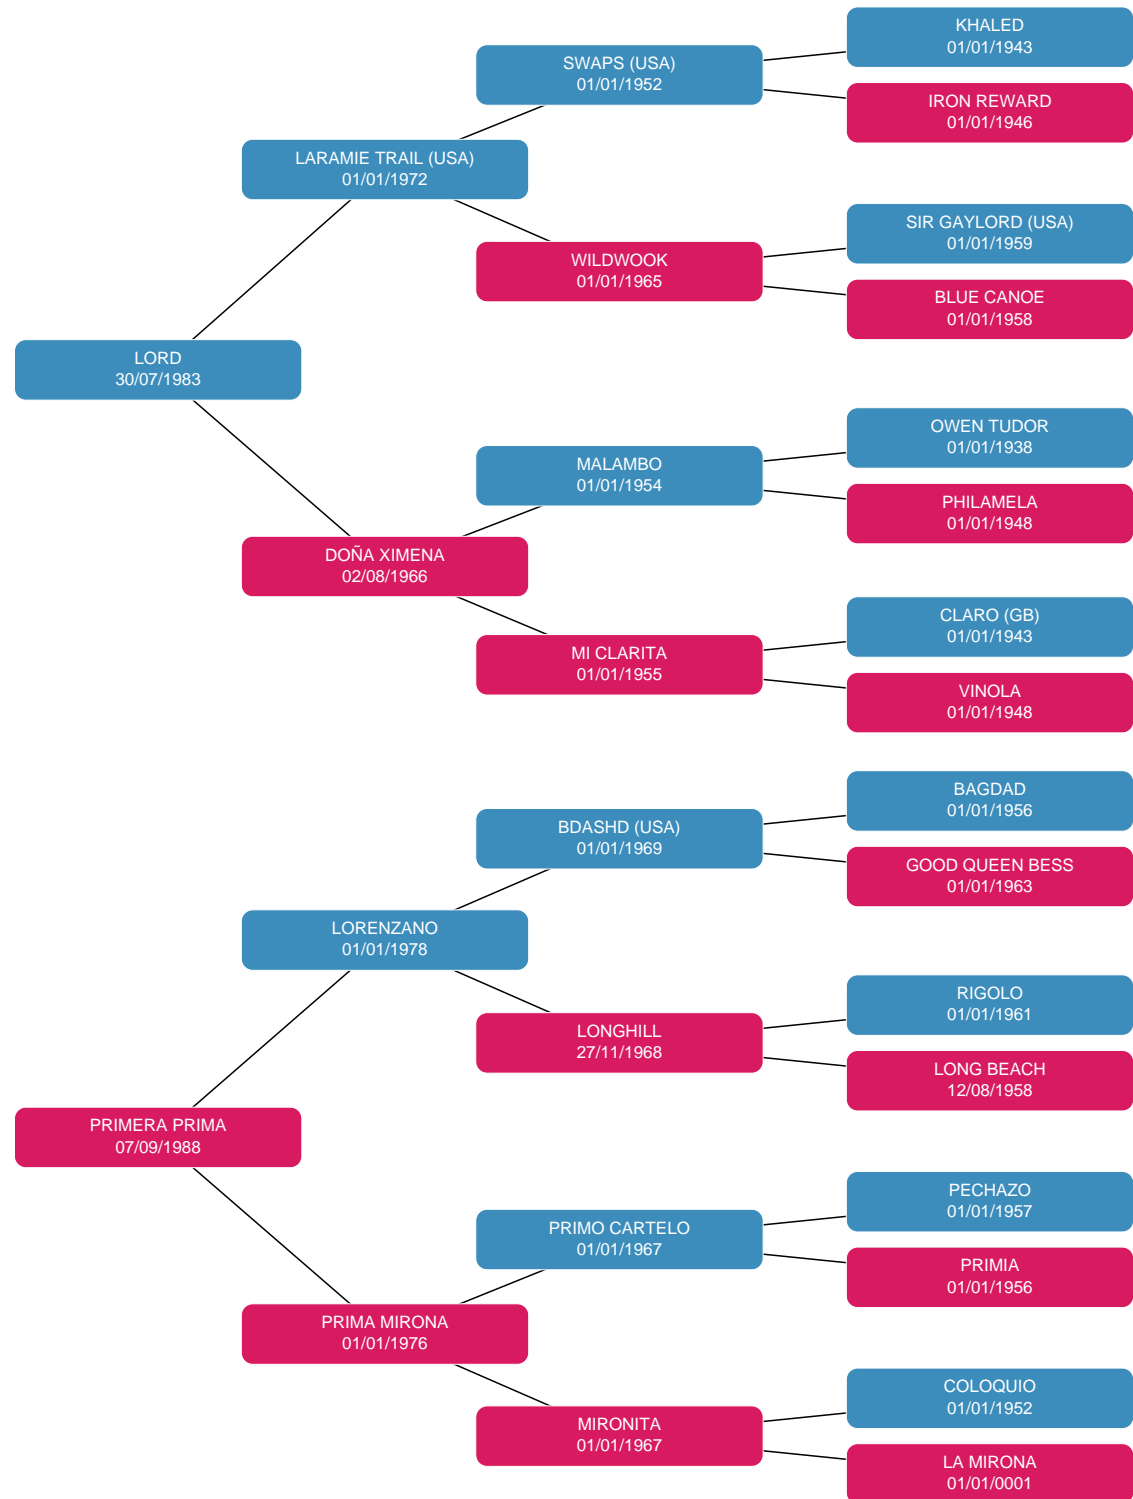 KHALED
01/01/1943
SWAPS (USA)
01/01/1952
IRON REWARD
01/01/1946
LARAMIE TRAIL (USA)
01/01/1972
SIR GAYLORD (USA)
01/01/1959
WILDWOOK
01/01/1965
BLUE CANOE
01/01/1958
LORD
30/07/1983
OWEN TUDOR
01/01/1938
MALAMBO
01/01/1954
PHILAMELA
01/01/1948
DOÑA XIMENA
02/08/1966
CLARO (GB)
01/01/1943
MI CLARITA
01/01/1955
VINOLA
01/01/1948
BAGDAD
01/01/1956
BDASHD (USA)
01/01/1969
GOOD QUEEN BESS
01/01/1963
LORENZANO
01/01/1978
RIGOLO
01/01/1961
LONGHILL
27/11/1968
LONG BEACH
12/08/1958
PRIMERA PRIMA
07/09/1988
PECHAZO
01/01/1957
PRIMO CARTELO
01/01/1967
PRIMIA
01/01/1956
PRIMA MIRONA
01/01/1976
COLOQUIO
01/01/1952
MIRONITA
01/01/1967
LA MIRONA
01/01/0001